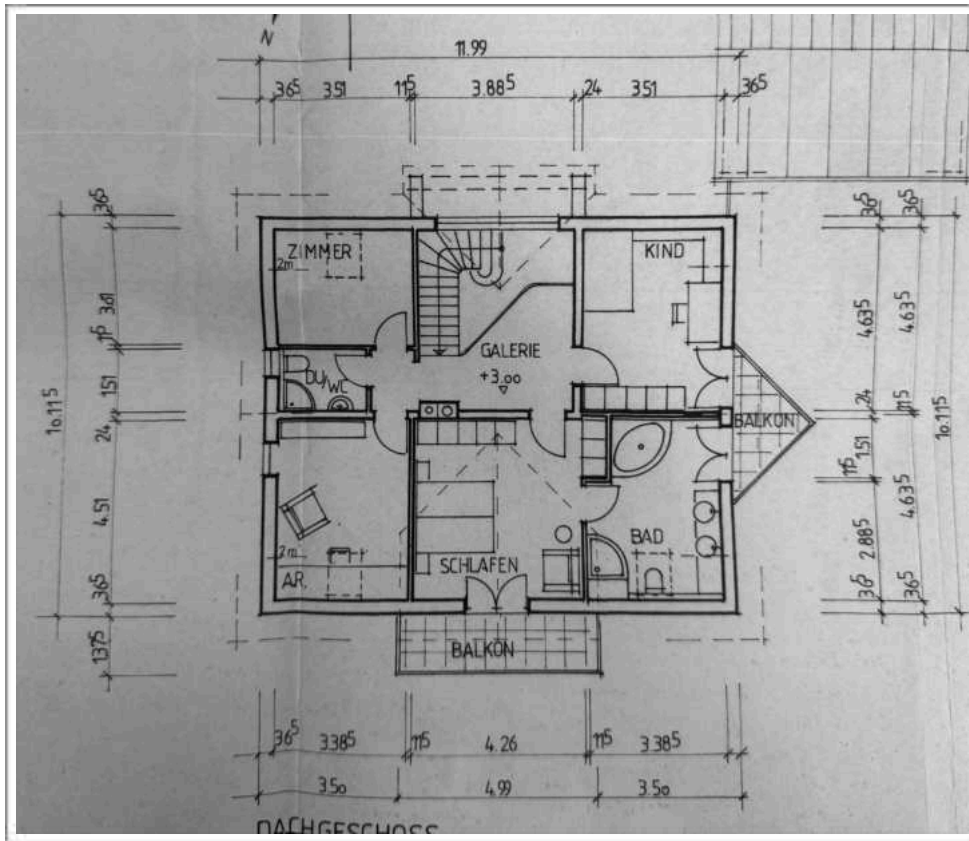 N
11.99
36⁵ 3.51 11⁵ 3.88⁵ 24 3.51 36⁵
36⁵ 3.01 11⁵ 1.51 24 4.51 36⁵ 1.37⁵
10.11⁵
ZIMMER
2m
KIND
DU/WC
GALERIE
+3.00
BALKON
2m
AR.
SCHLAFEN
BAD
BALKON
36⁵ 4.63⁵ 24 1.51 11⁵ 2.88⁵ 36⁵
36⁵ 4.63⁵ 11⁵ 4.63⁵ 36⁵
10.11⁵
36⁵ 3.38⁵ 11⁵ 4.26 11⁵ 3.38⁵
3.50 4.99 3.50
DACHGESCHOSS